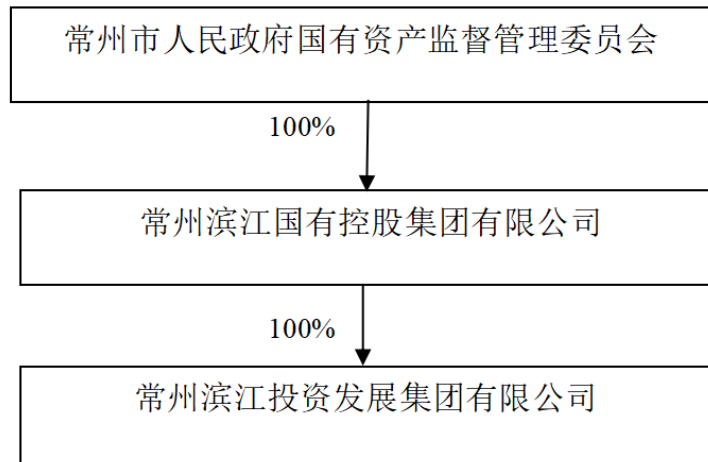 常州市人民政府国有资产监督管理委员会
100%
常州滨江国有控股集团有限公司
100%
常州滨江投资发展集团有限公司